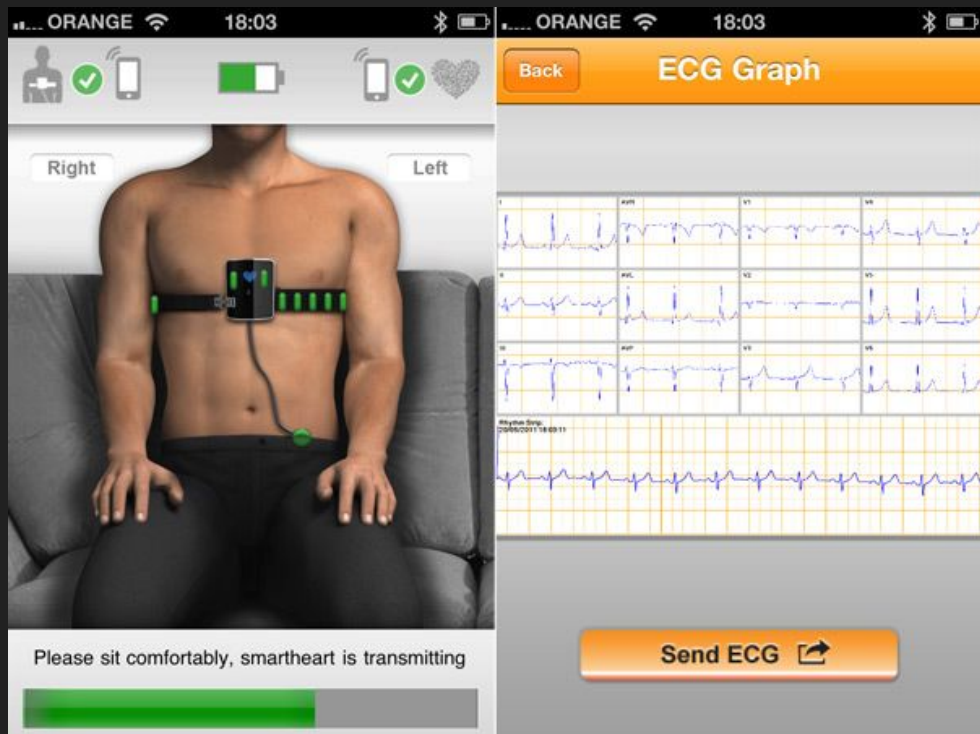 ORANGE 18:03
Right
Left
Please sit comfortably, smartheart is transmitting
ORANGE 18:03
Back
ECG Graph
I
AVR
V1
V4
II
AVL
V2
V5
III
AVF
V3
V6
Rhythm Strip:
Send ECG